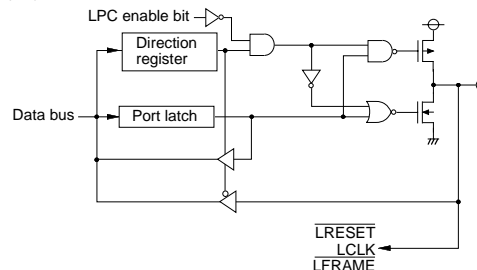 LPC enable bit
Direction
register
Data bus
Port latch
LRESET
LCLK
LFRAME